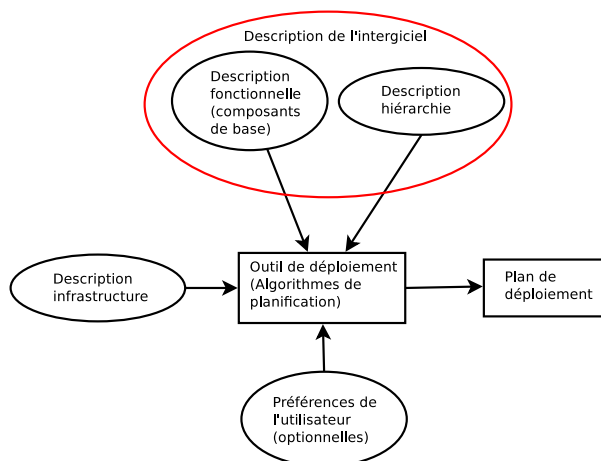 Description de l'intergiciel
Description
fonctionnelle
(composants
de base)
Description
hiérarchie
Description
infrastructure
Outil de déploiement
(Algorithmes de
planification)
Plan de
déploiement
Préférences de
l'utilisateur
(optionnelles)